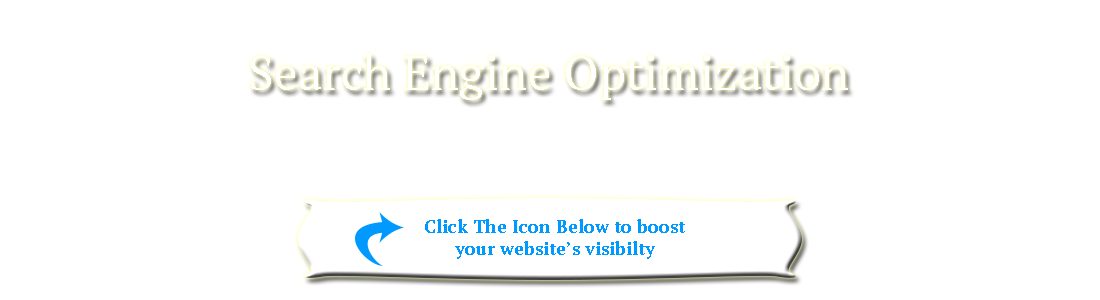 Search Engine Optimization
Click The Icon Below to boost
your website's visibilty